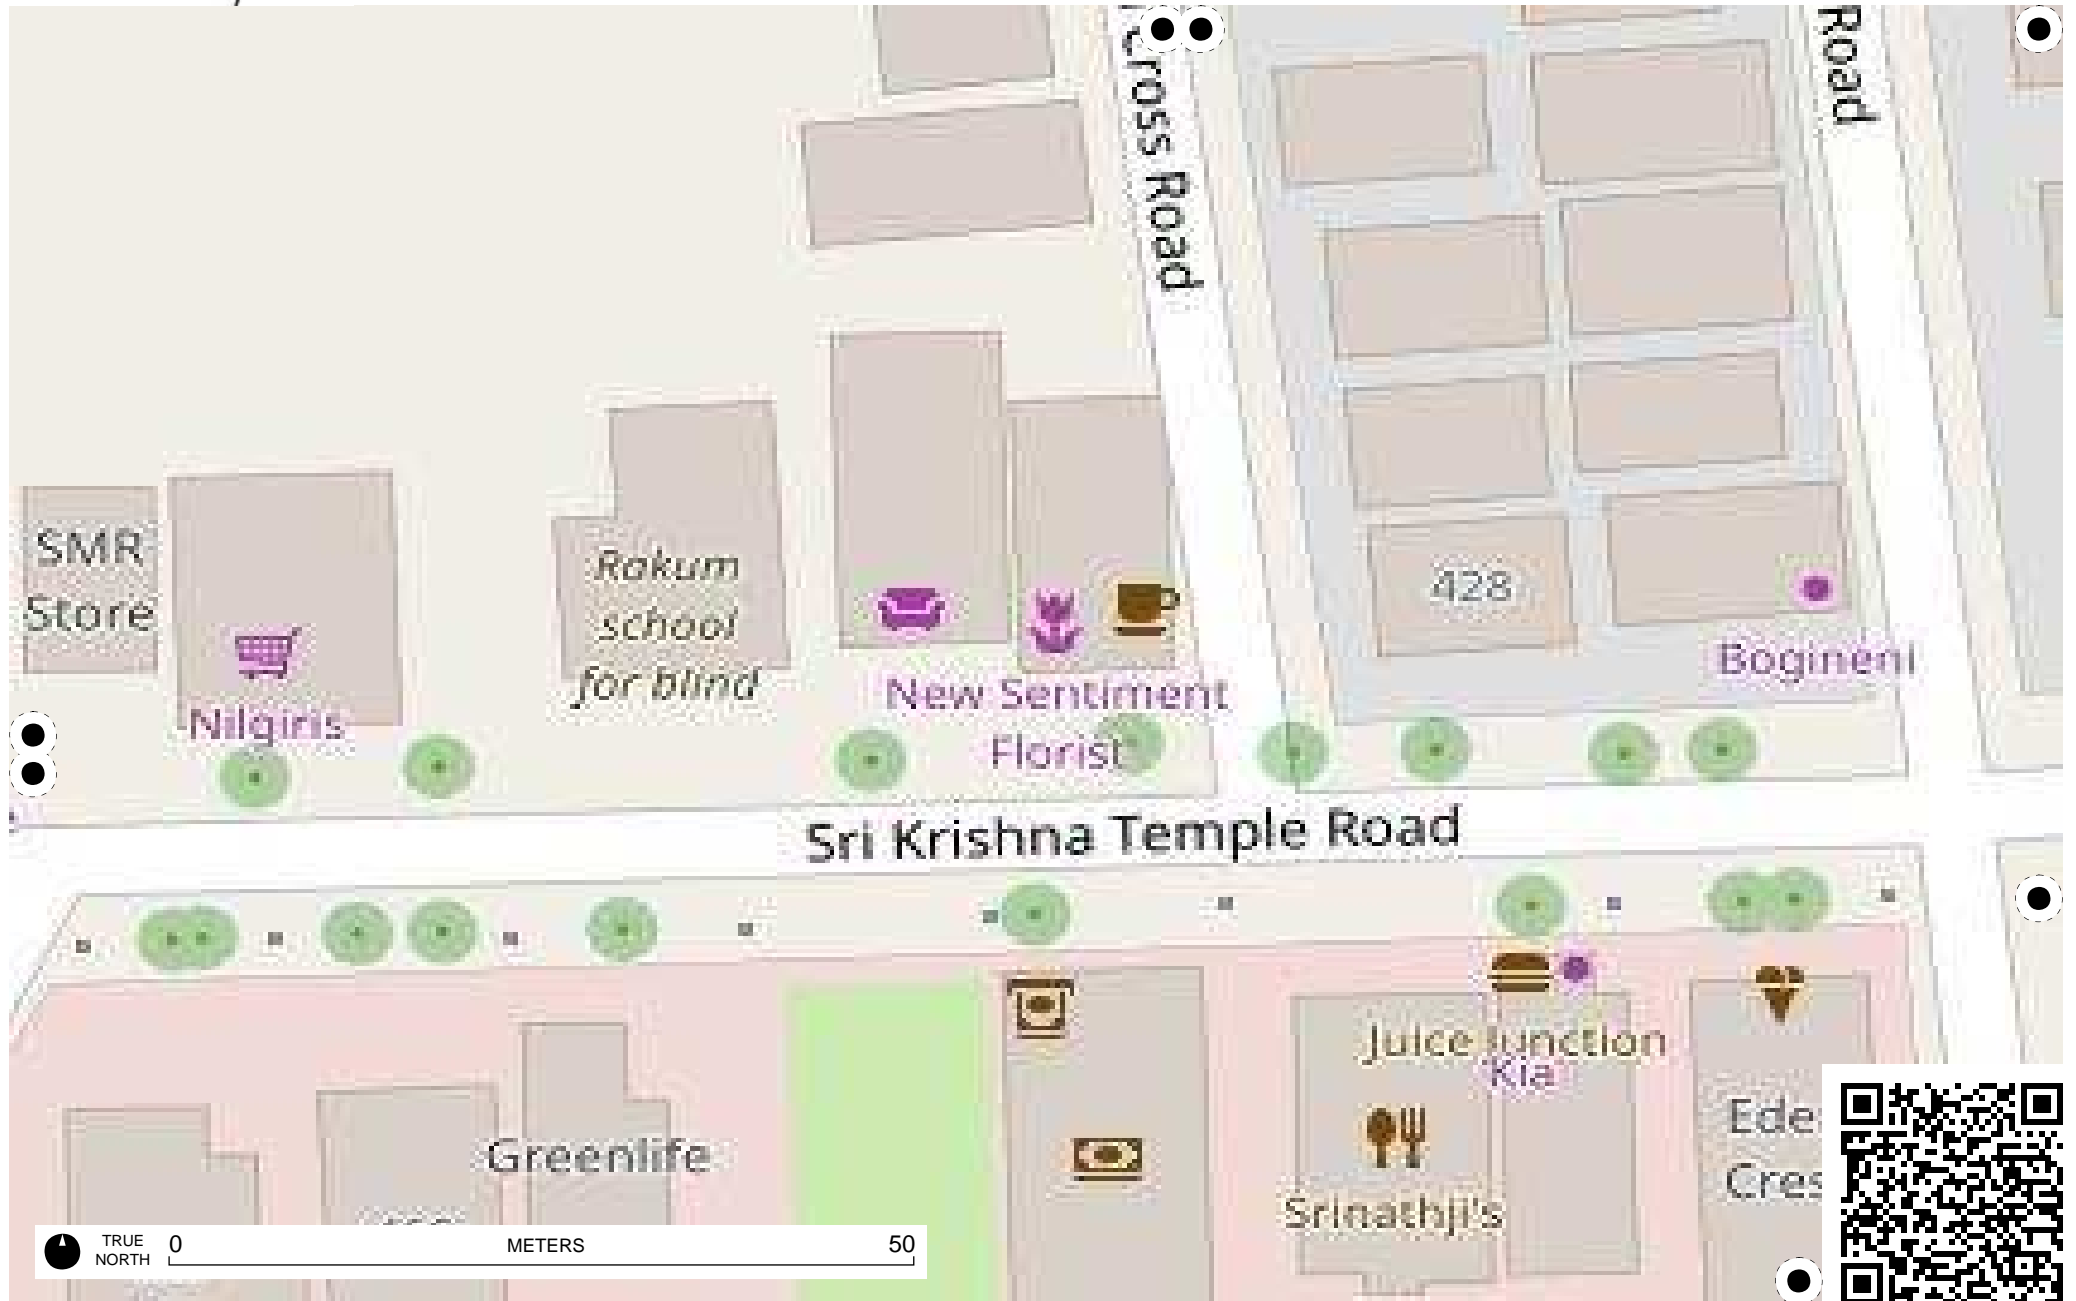 Cross Road
Road
428
SMR
Store
Rakum
school
for blind
Bogineni
New Sentiment
Florist
Nilgiris
Sri Krishna Temple Road
Juice Junction
Kia
Greenlife
Srinathji's
TRUE
NORTH
0
METERS
50